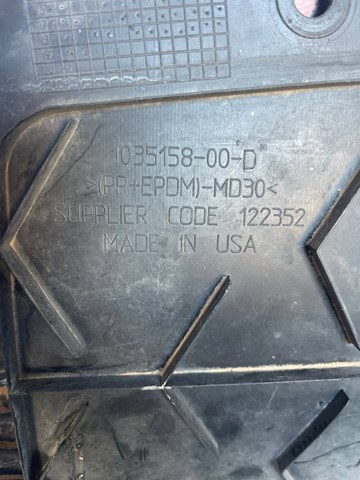 1035158-00-D
>(PP+EPDM)-MD30<
SUPPLIER CODE 122352
MADE IN USA